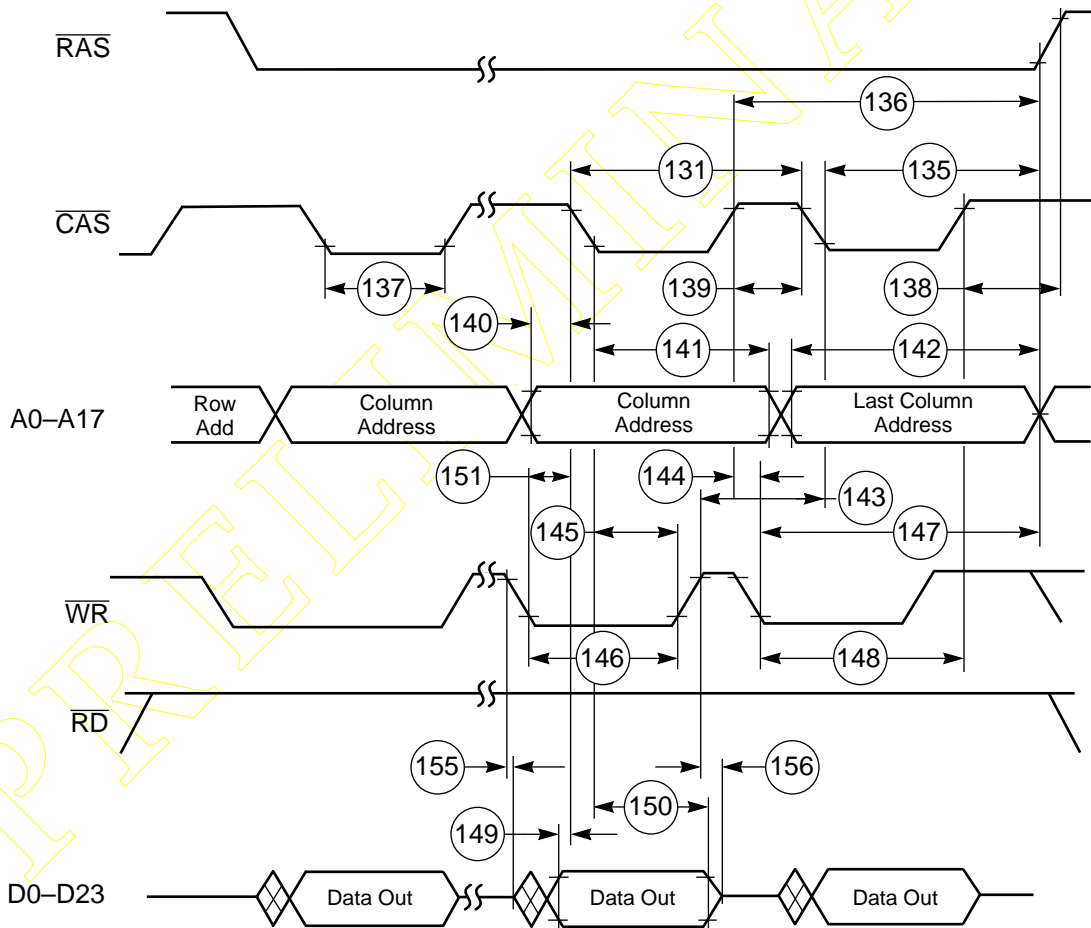 RAS
136
131
135
CAS
137
139
138
140
141
142
A0–A17
Row
Add
Column
Address
Column
Address
Last Column
Address
151
144
143
145
147
WR
146
148
RD
155
156
150
149
D0–D23
Data Out
Data Out
Data Out
PRELIMINA